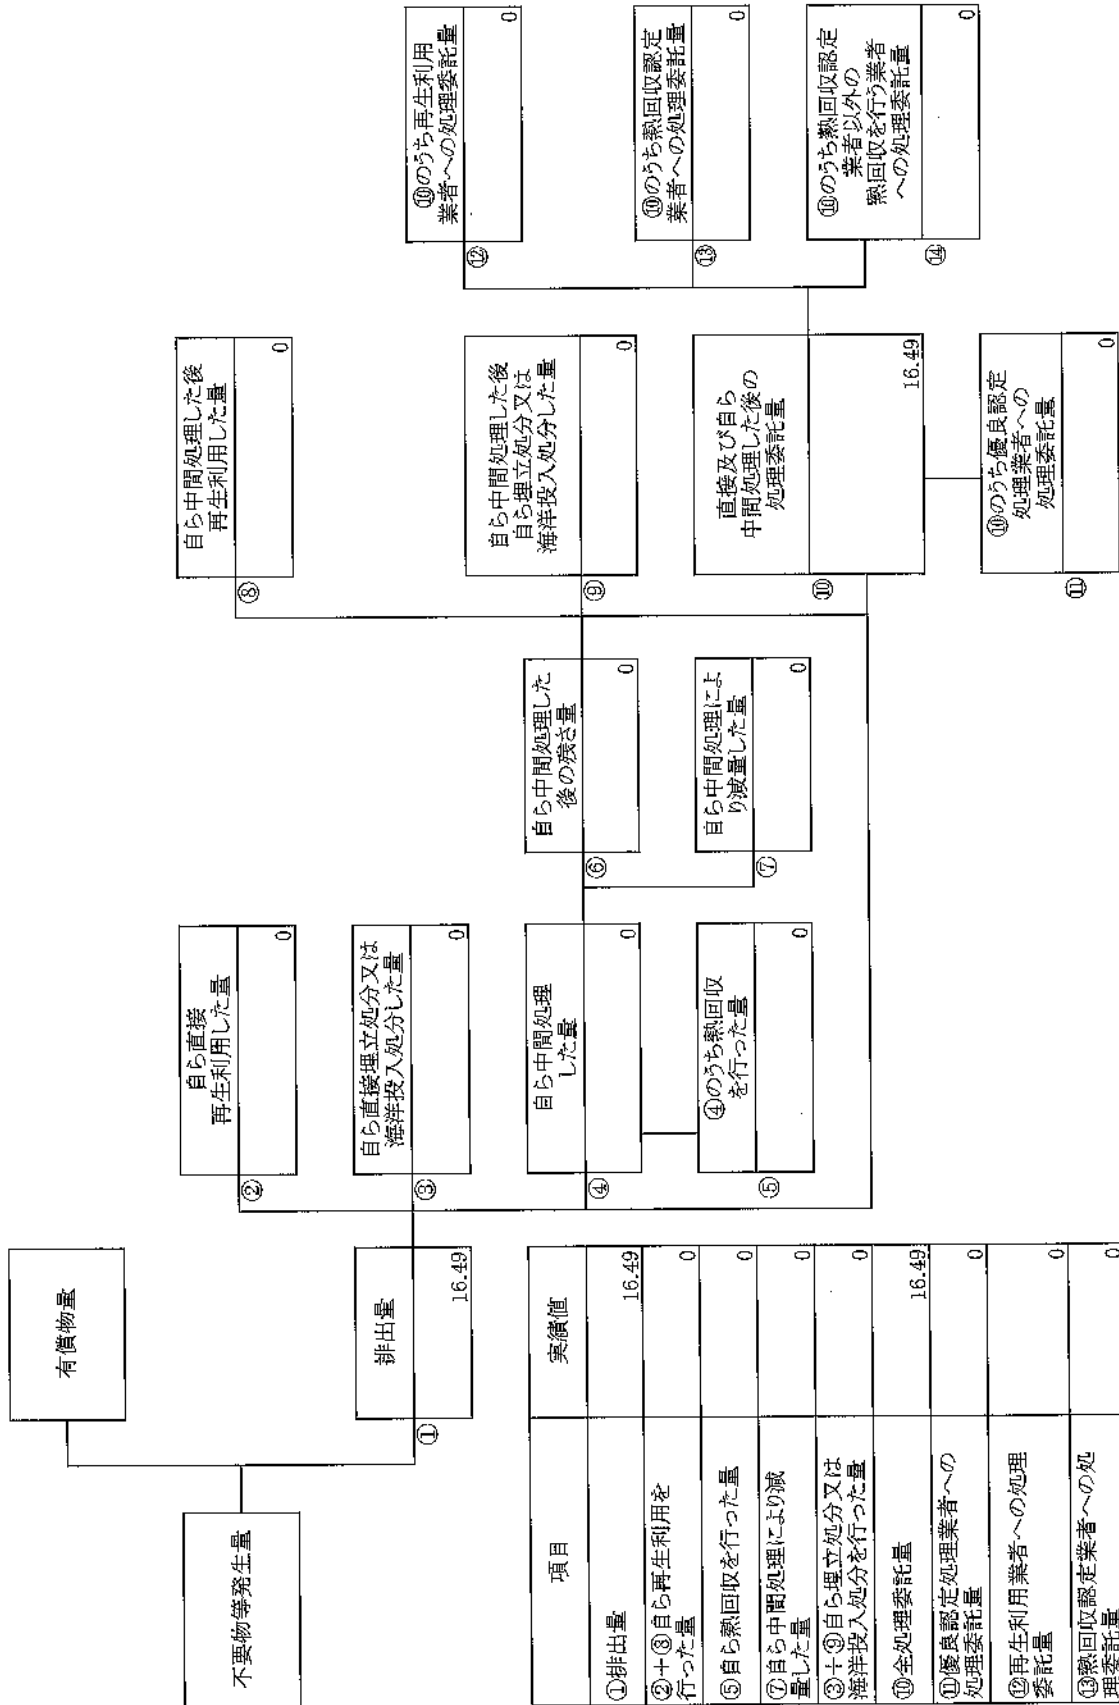 不要物等発生量
有償物量
①
排出量
16.49
②
自ら直接
再生利用した量
0
③
自ら直接埋立処分又は
海洋投入処分した量
0
④
自ら中間処理
した量
0
⑤
④のうち熱回収
を行った量
0
⑥
自ら中間処理した
後の残さ量
0
⑦
自ら中間処理によ
り減量した量
0
⑧
自ら中間処理した後
再生利用した量
0
⑨
自ら中間処理した後
自ら埋立処分又は
海洋投入処分した量
0
⑩
直接及び自ら
中間処理した後の
処理委託量
16.49
⑪
⑩のうち優良認定
処理業者への
処理委託量
0
⑫
⑩のうち再生利用
業者への処理委託量
0
⑬
⑩のうち熱回収認定
業者への処理委託量
0
⑭
⑩のうち熱回収認定
業者以外の
熱回収を行う業者
への処理委託量
0
項目 実績値
①排出量 16.49
②+⑧自ら再生利用を
行った量 0
⑤自ら熱回収を行った量 0
⑦自ら中間処理により減
量した量 0
③+⑨自ら埋立処分又は
海洋投入処分を行った量 0
⑩全処理委託量 16.49
⑪優良認定処理業者への
処理委託量 0
⑫再生利用業者への処理
委託量 0
⑬熱回収認定業者への処
理委託量 0